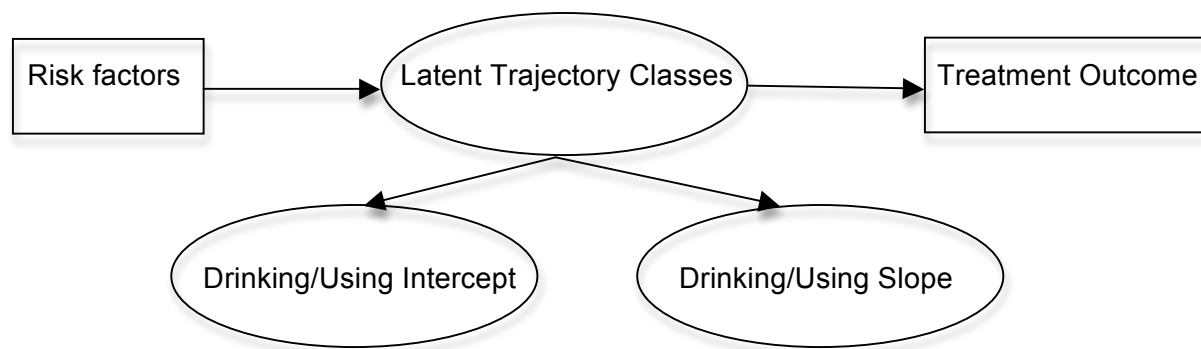 Risk factors
Latent Trajectory Classes
Treatment Outcome
Drinking/Using Intercept
Drinking/Using Slope